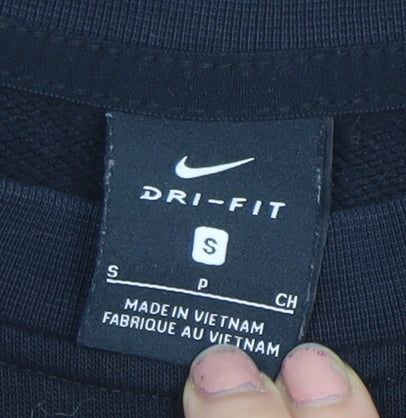 DRI-FIT
S
S P CH
MADE IN VIETNAM
FABRIQUE AU VIETNAM